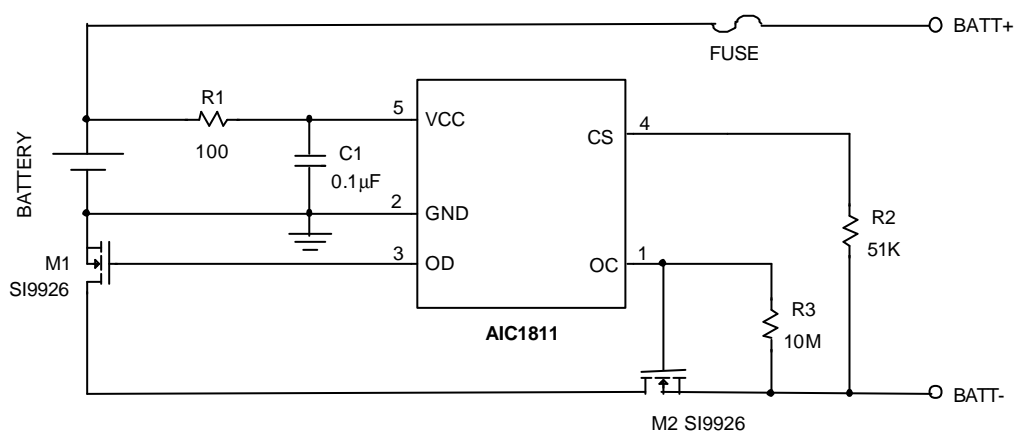 BATT+
FUSE
R1
5
VCC
4
CS
100
C1
0.1μF
BATTERY
2
GND
R2
51K
M1
SI9926
3
OD
OC
1
R3
10M
AIC1811
BATT-
M2 SI9926